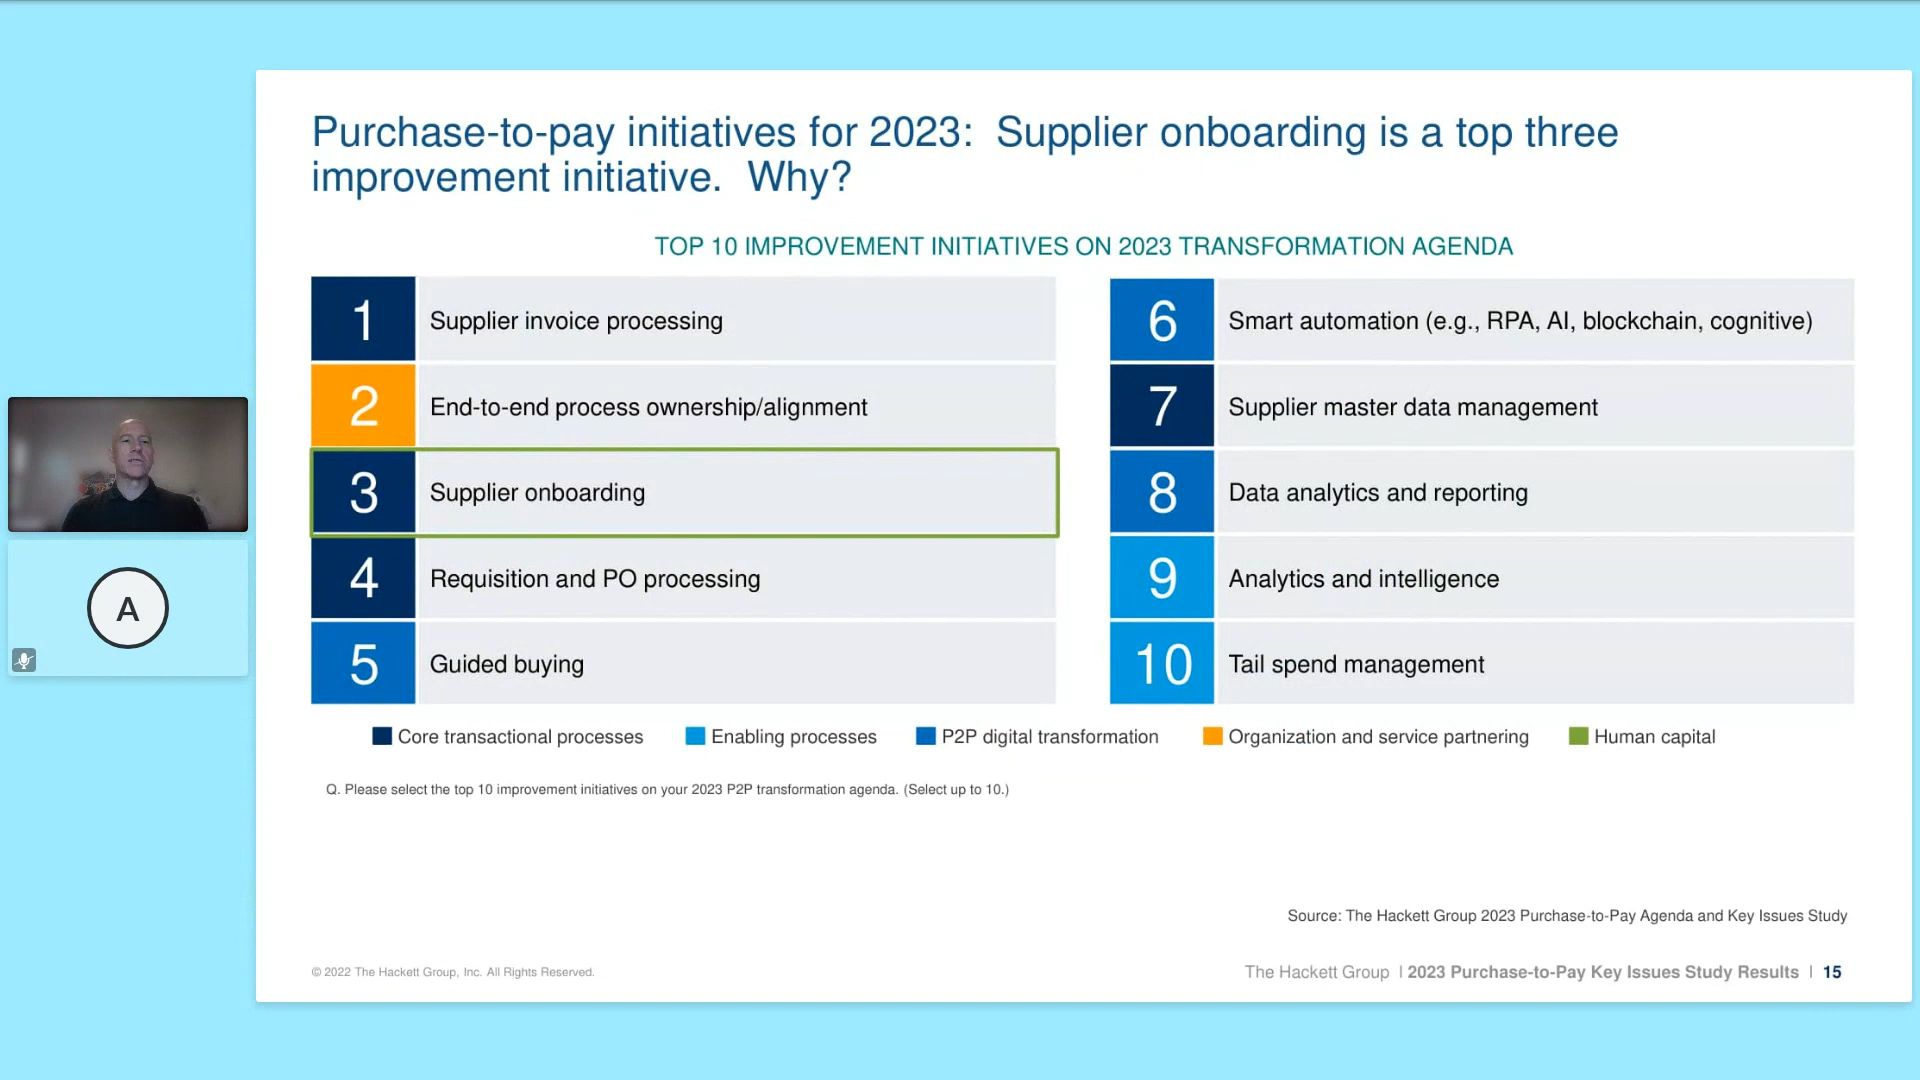 Purchase-to-pay initiatives for 2023: Supplier onboarding is a top three
improvement initiative. Why?
TOP 10 IMPROVEMENT INITIATIVES ON 2023 TRANSFORMATION AGENDA
1 Supplier invoice processing
2 End-to-end process ownership/alignment
3 Supplier onboarding
4 Requisition and PO processing
5 Guided buying
6 Smart automation (e.g., RPA, AI, blockchain, cognitive)
7 Supplier master data management
8 Data analytics and reporting
9 Analytics and intelligence
10 Tail spend management
Core transactional processes Enabling processes P2P digital transformation Organization and service partnering Human capital
Q. Please select the top 10 improvement initiatives on your 2023 P2P transformation agenda. (Select up to 10.)
A
Source: The Hackett Group 2023 Purchase-to-Pay Agenda and Key Issues Study
© 2022 The Hackett Group, Inc. All Rights Reserved.
The Hackett Group | 2023 Purchase-to-Pay Key Issues Study Results | 15